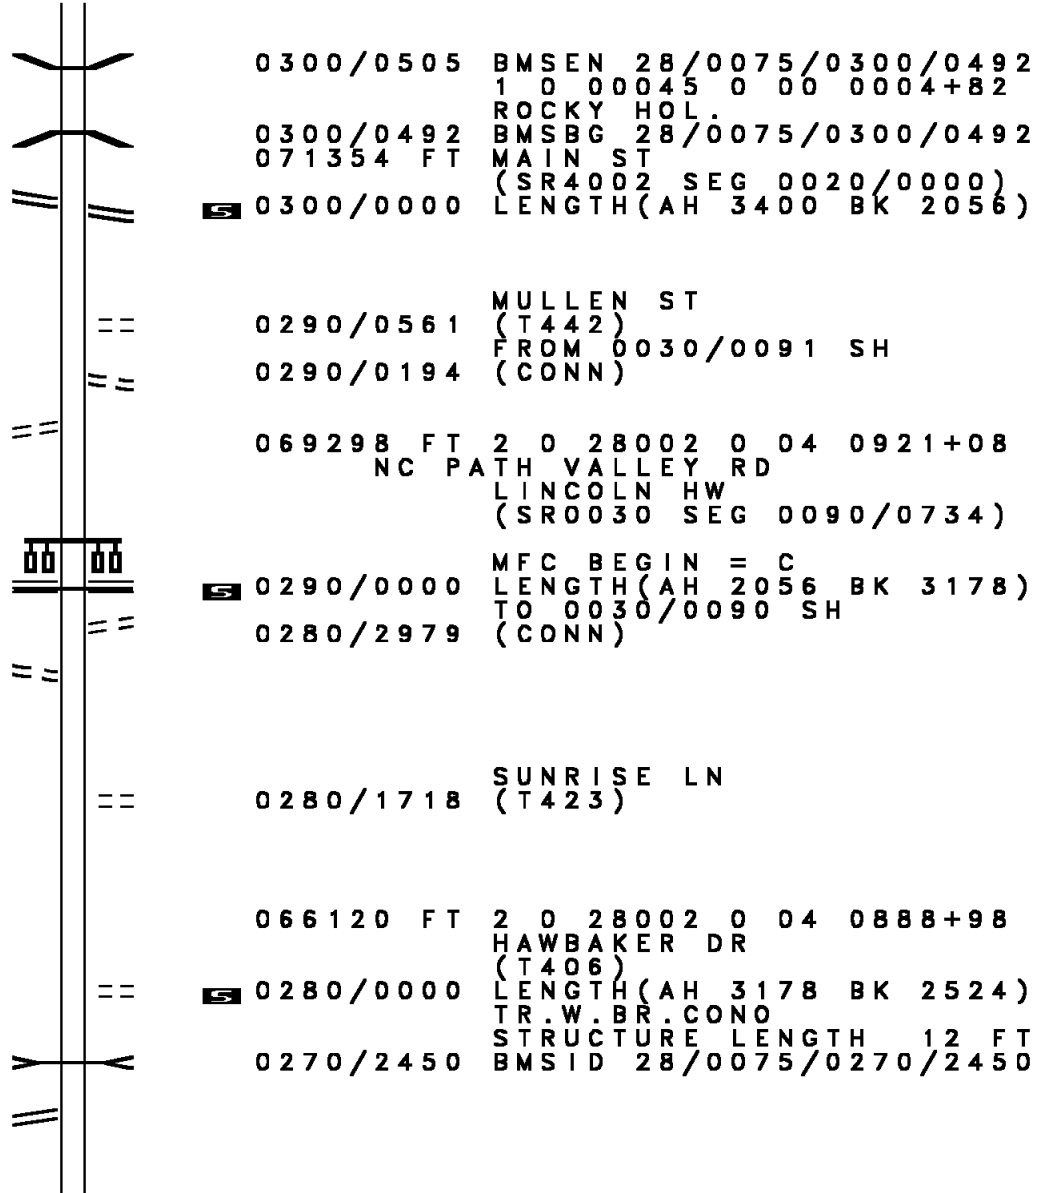 0300/0505 BMSEN 28/0075/0300/0492
1 0 00045 0 00 0004+82
ROCKY HOL.
0300/0492 BMSBG 28/0075/0300/0492
071354 FT MAIN ST
(SR4002 SEG 0020/0000)
S 0300/0000 LENGTH(AH 3400 BK 2056)
MULLEN ST
0290/0561 (T442)
FROM 0030/0091 SH
0290/0194 (CONN)
069298 FT 2 0 28002 0 04 0921+08
NC PATH VALLEY RD
LINCOLN HW
(SR0030 SEG 0090/0734)
MFC BEGIN = C
S 0290/0000 LENGTH(AH 2056 BK 3178)
TO 0030/0090 SH
0280/2979 (CONN)
SUNRISE LN
0280/1718 (T423)
066120 FT 2 0 28002 0 04 0888+98
HAWBAKER DR
(T406)
S 0280/0000 LENGTH(AH 3178 BK 2524)
TR.W.BR.CONO
STRUCTURE LENGTH 12 FT
0270/2450 BMSID 28/0075/0270/2450